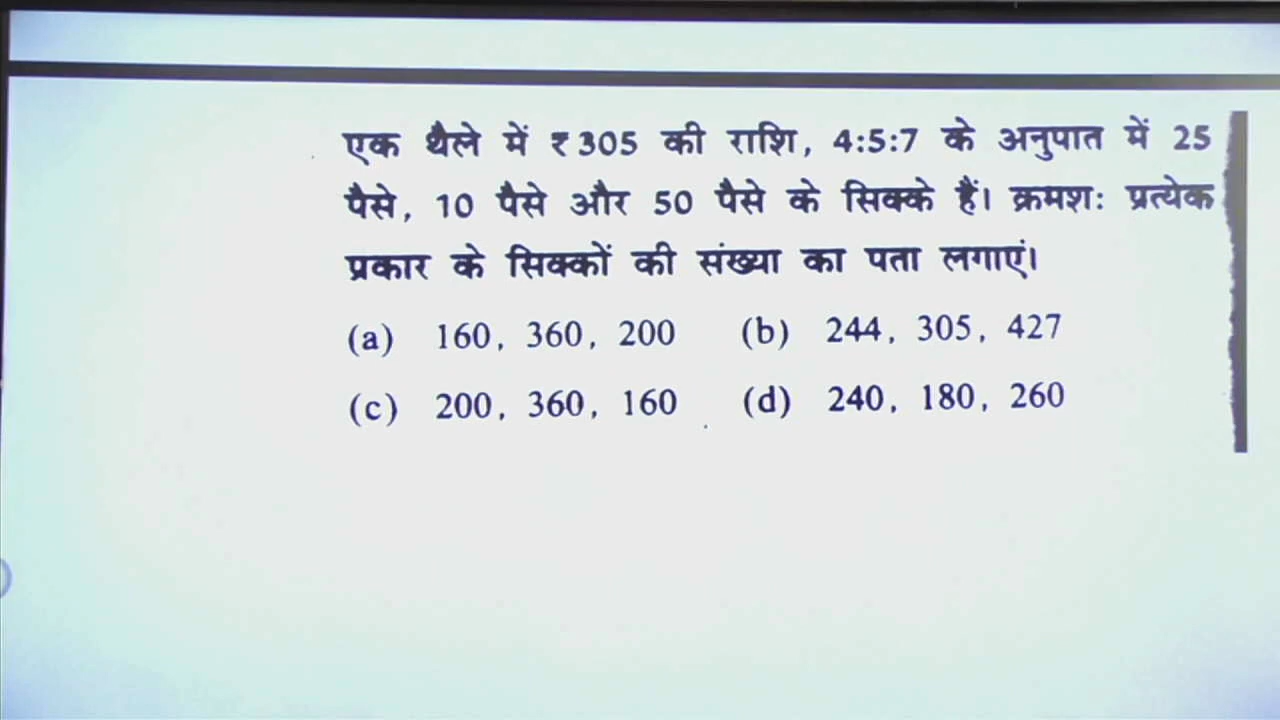 एक थैले में ₹305 की राशि, 4:5:7 के अनुपात में 25
पैसे, 10 पैसे और 50 पैसे के सिक्के हैं। क्रमशः प्रत्येक
प्रकार के सिक्कों की संख्या का पता लगाएं।
(a) 160, 360, 200 (b) 244, 305, 427
(c) 200, 360, 160 (d) 240, 180, 260